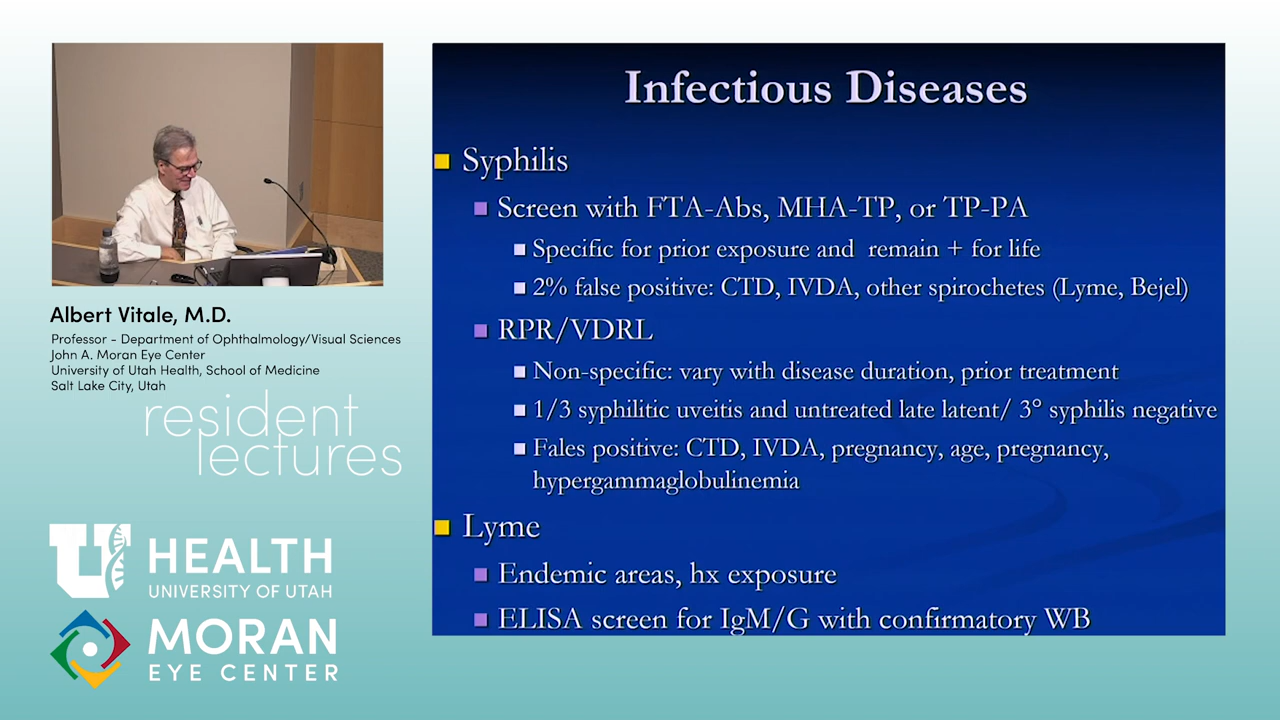 Infectious Diseases
Syphilis
Screen with FTA-Abs, MHA-TP, or TP-PA
Specific for prior exposure and remain + for life
2% false positive: CTD, IVDA, other spirochetes (Lyme, Bejel)
RPR/VDRL
Non-specific: vary with disease duration, prior treatment
1/3 syphilitic uveitis and untreated late latent/ 3° syphilis negative
Fales positive: CTD, IVDA, pregnancy, age, pregnancy,
hypergammaglobulinemia
Lyme
Endemic areas, hx exposure
ELISA screen for IgM/G with confirmatory WB
Albert Vitale, M.D.
Professor - Department of Ophthalmology/Visual Sciences
John A. Moran Eye Center
University of Utah Health, School of Medicine
Salt Lake City, Utah
resident
lectures
U HEALTH
UNIVERSITY OF UTAH
MORAN
EYE CENTER